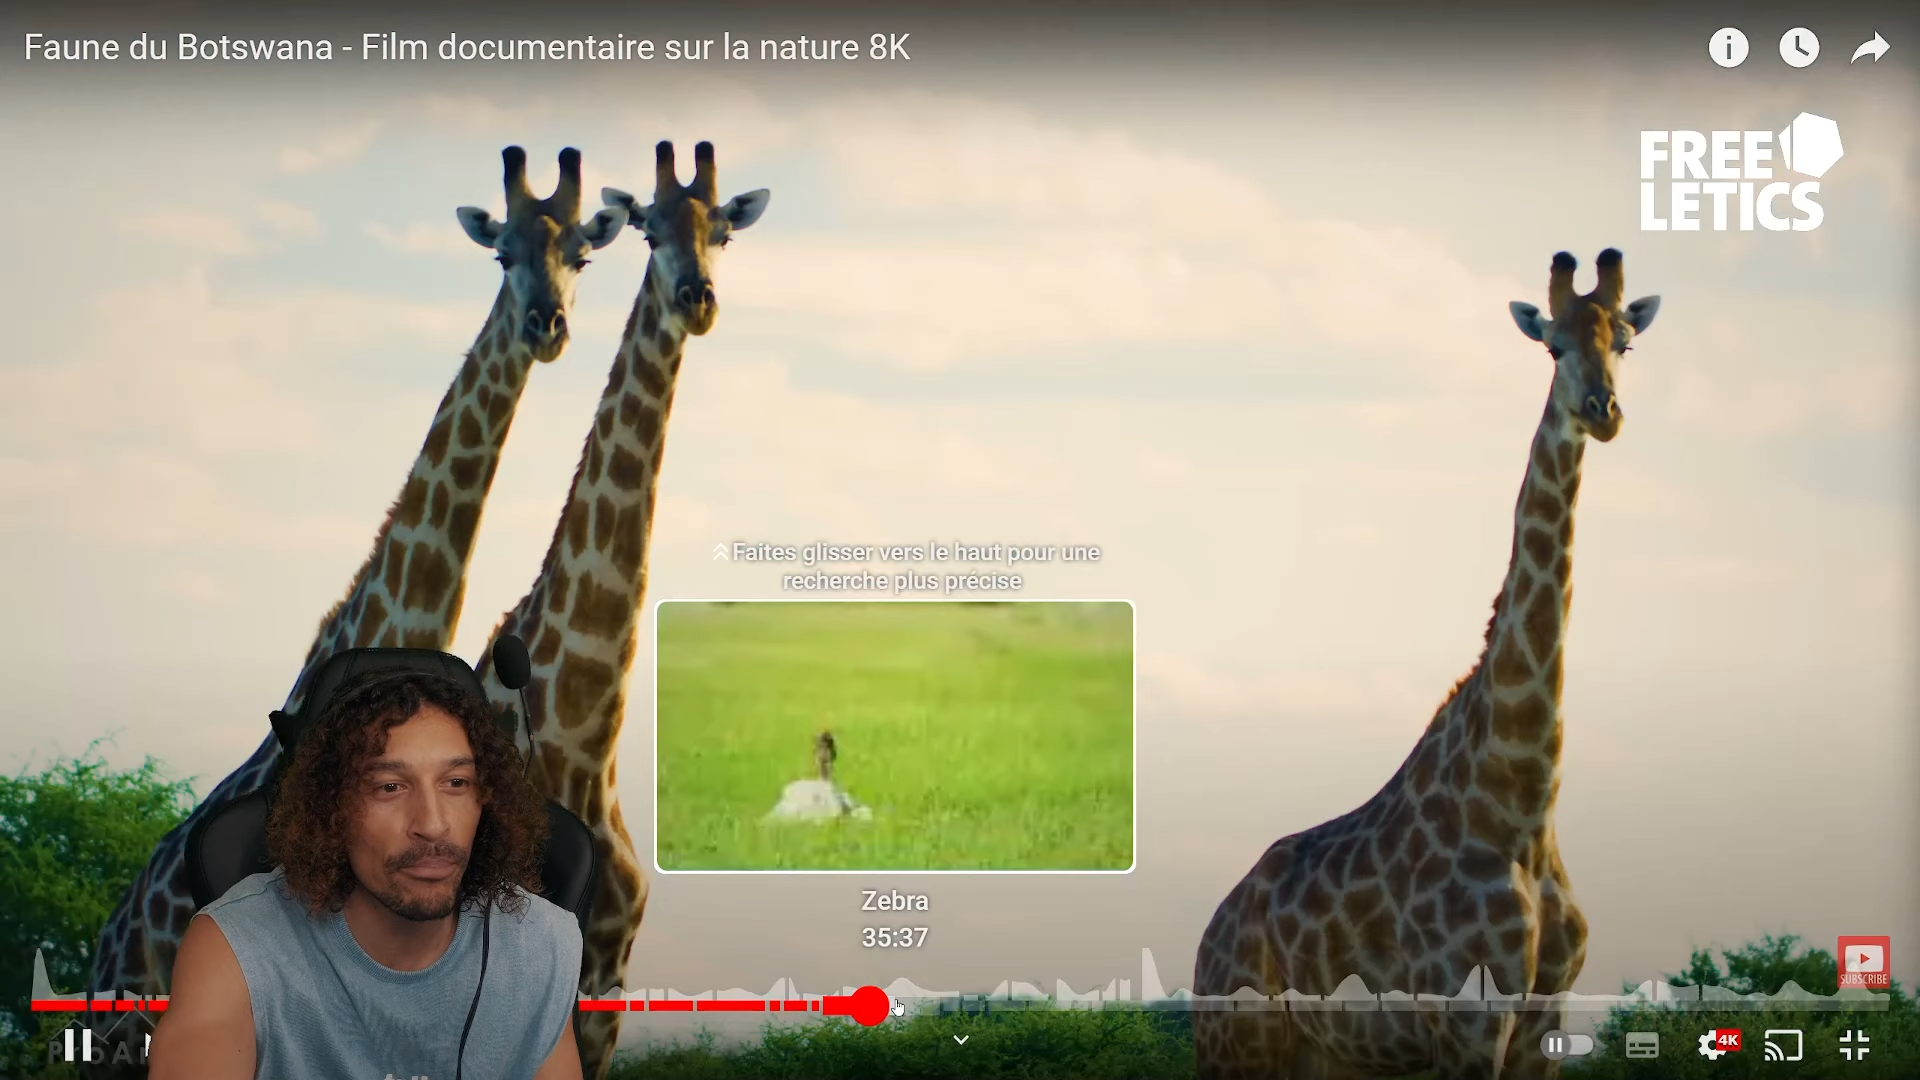 Faune du Botswana - Film documentaire sur la nature 8K
FREE
LETICS
Faites glisser vers le haut pour une
recherche plus précise
Zebra
35:37
SUBSCRIBE
4K